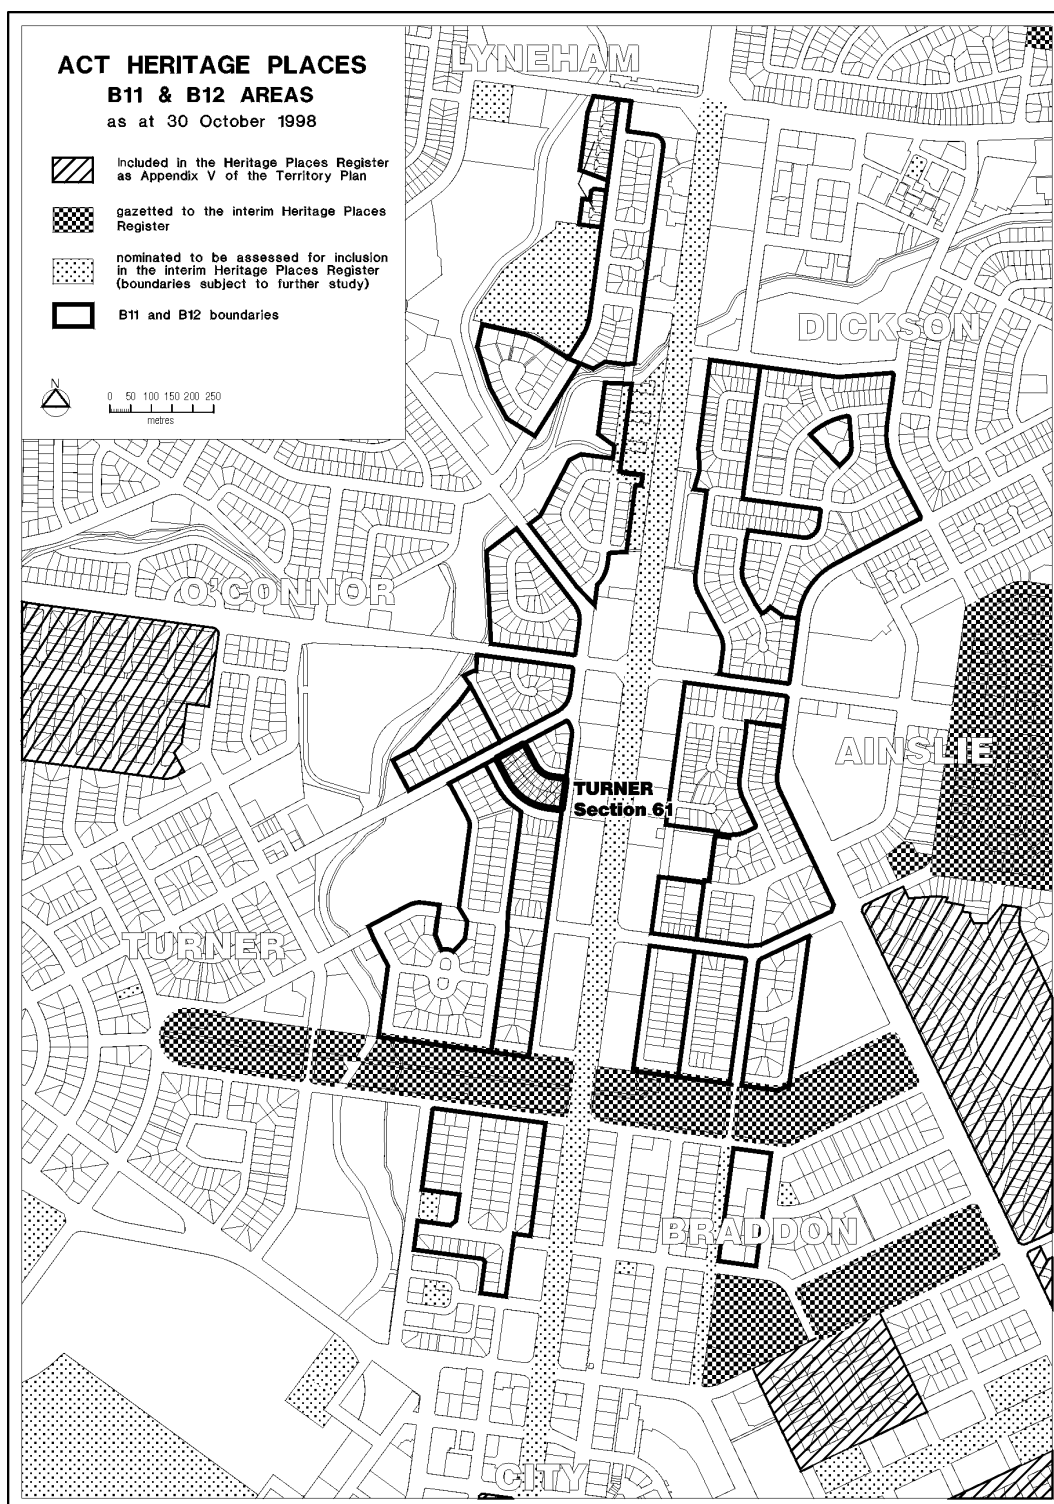 ACT HERITAGE PLACES
B11 & B12 AREAS
as at 30 October 1998
Included in the Heritage Places Register
as Appendix V of the Territory Plan
gazetted to the interim Heritage Places
Register
nominated to be assessed for inclusion
in the interim Heritage Places Register
(boundaries subject to further study)
B11 and B12 boundaries
N
0 50 100 150 200 250
metres
LYNEHAM
DICKSON
O'CONNOR
AINSLIE
TURNER
Section 61
TURNER
BRADDON
CITY